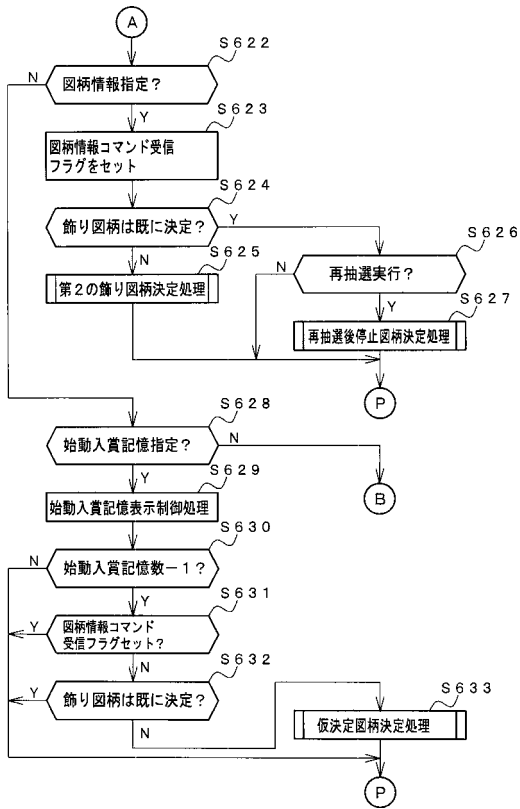 A
S622
図柄情報指定?
N
Y
S623
図柄情報コマンド受信
フラグをセット
S624
飾り図柄は既に決定?
Y
N
S625
第2の飾り図柄決定処理
S626
再抽選実行?
N
Y
S627
再抽選後停止図柄決定処理
P
S628
始動入賞記憶指定?
N
Y
B
S629
始動入賞記憶表示制御処理
S630
始動入賞記憶数-1?
N
Y
S631
図柄情報コマンド
受信フラグセット?
Y
N
S632
飾り図柄は既に決定?
Y
N
S633
仮決定図柄決定処理
P